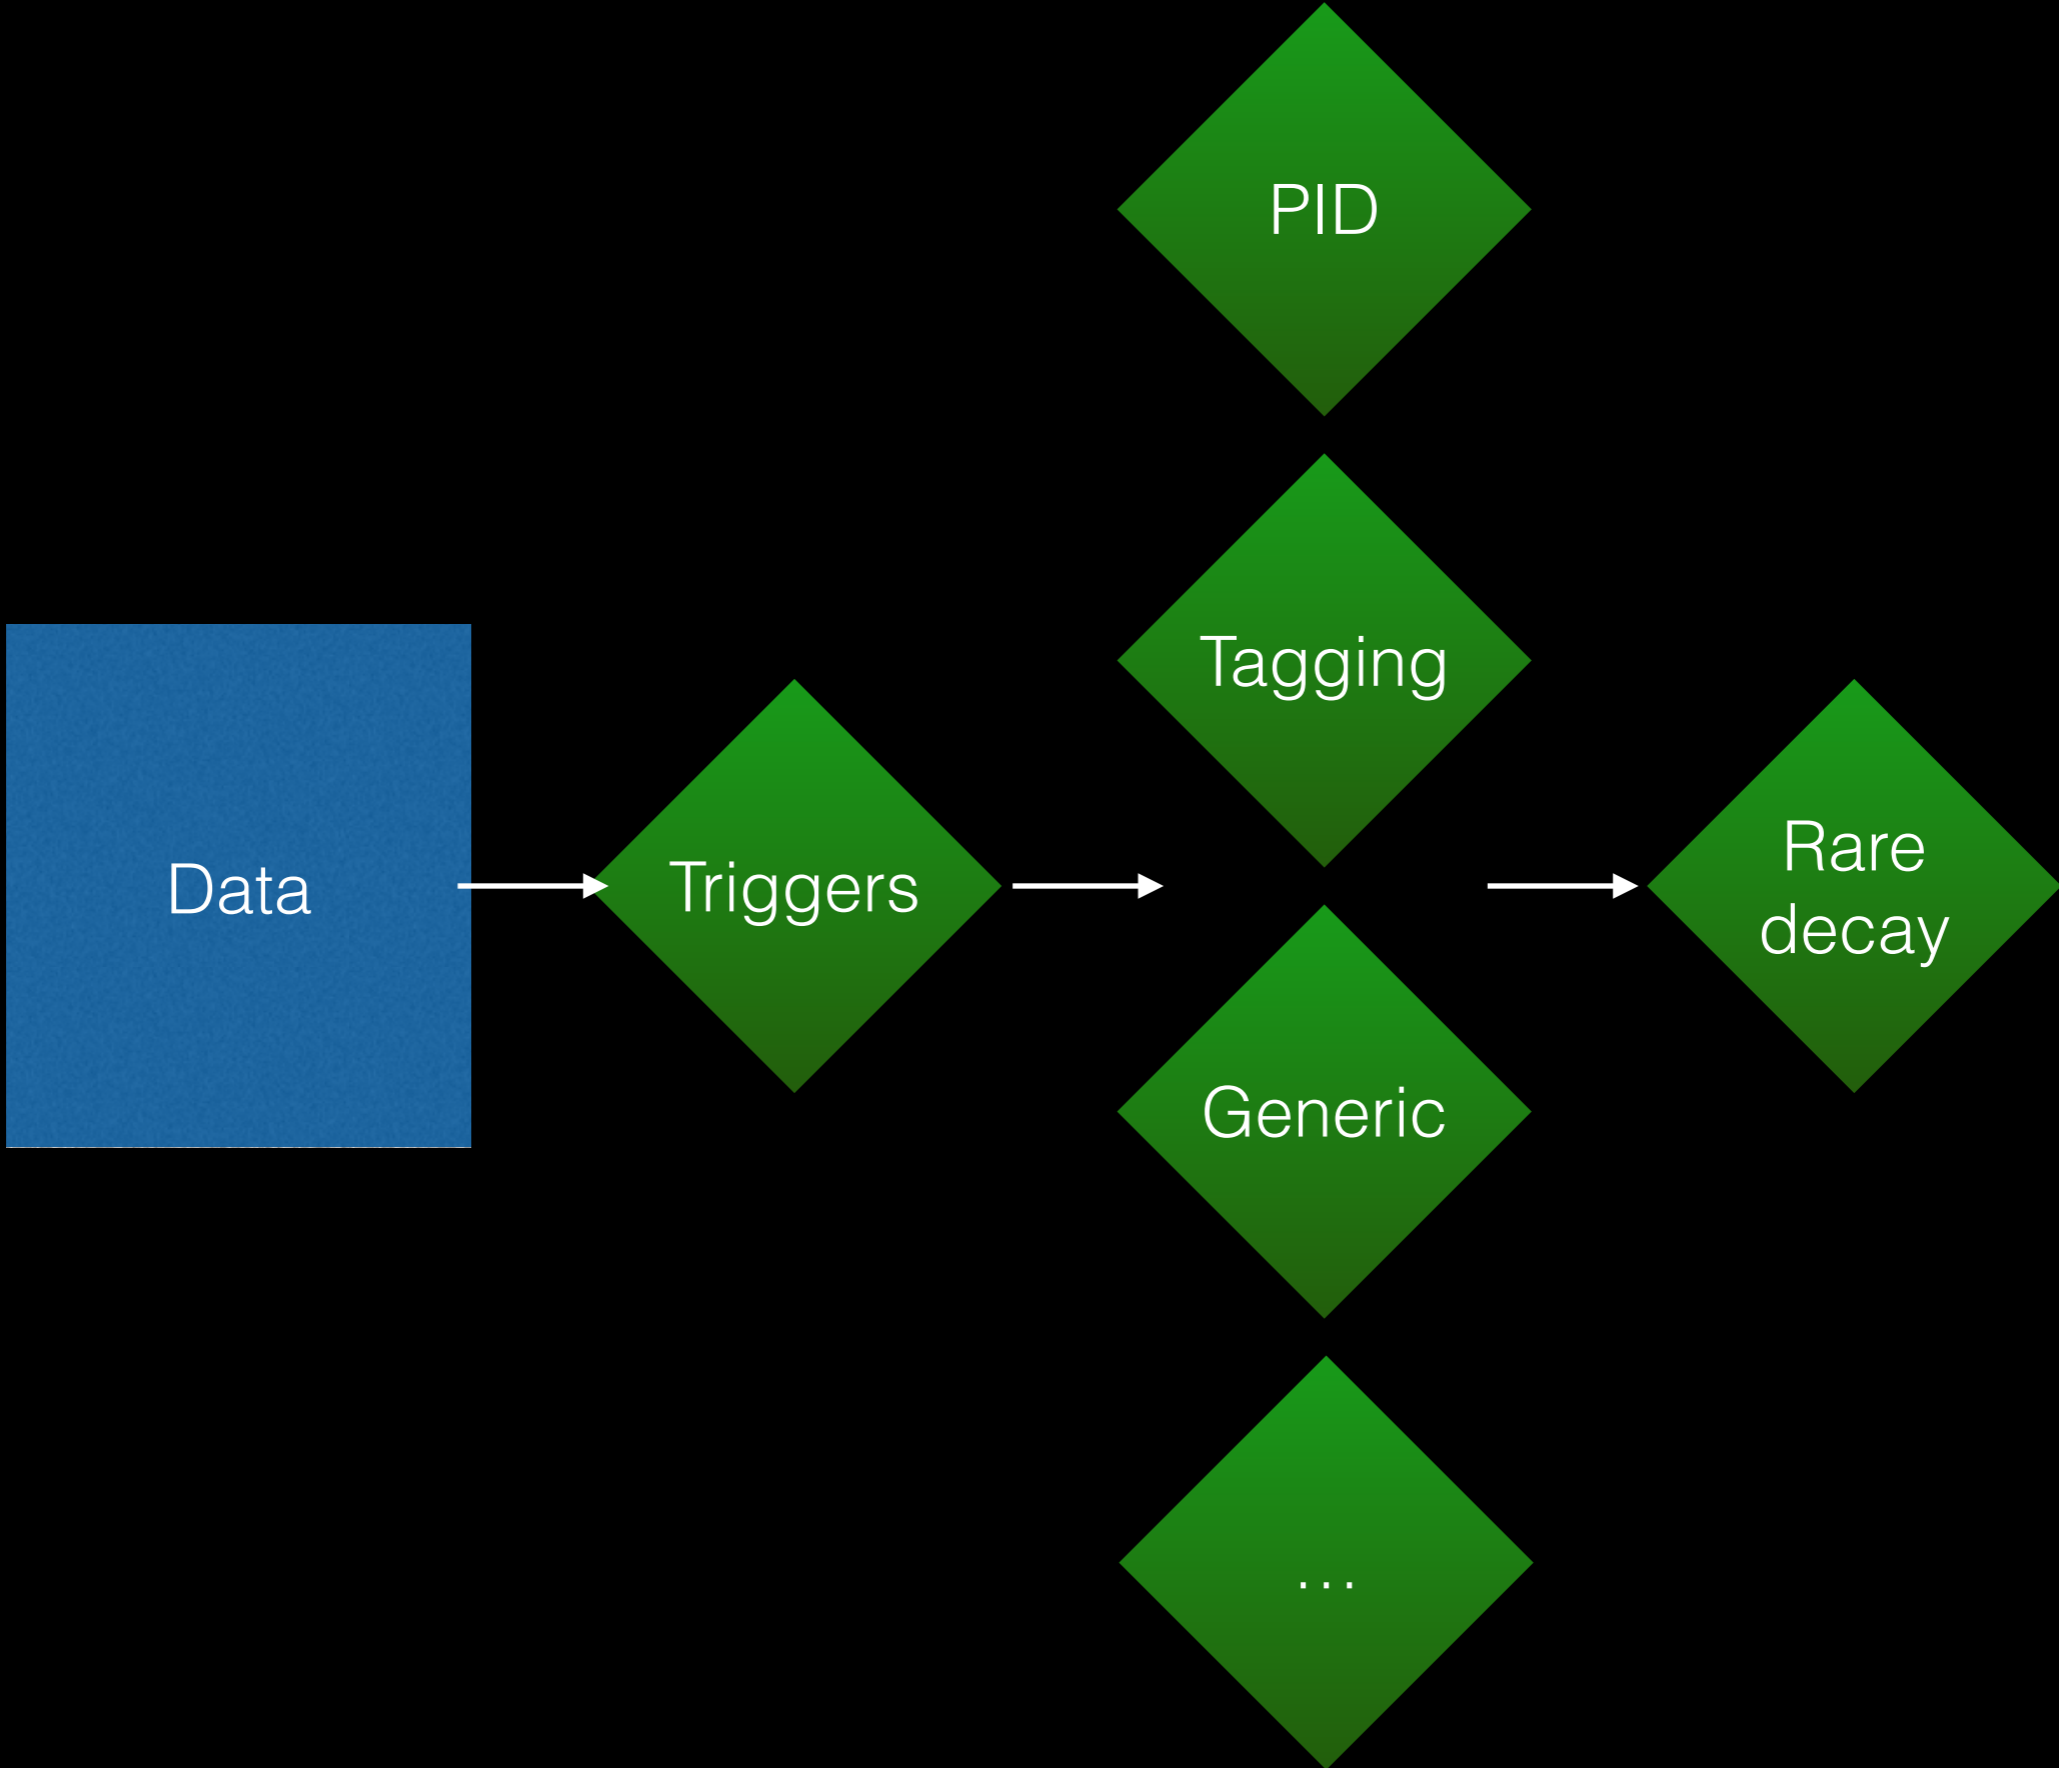 Data
Triggers
PID
Tagging
Generic
...
Rare
decay